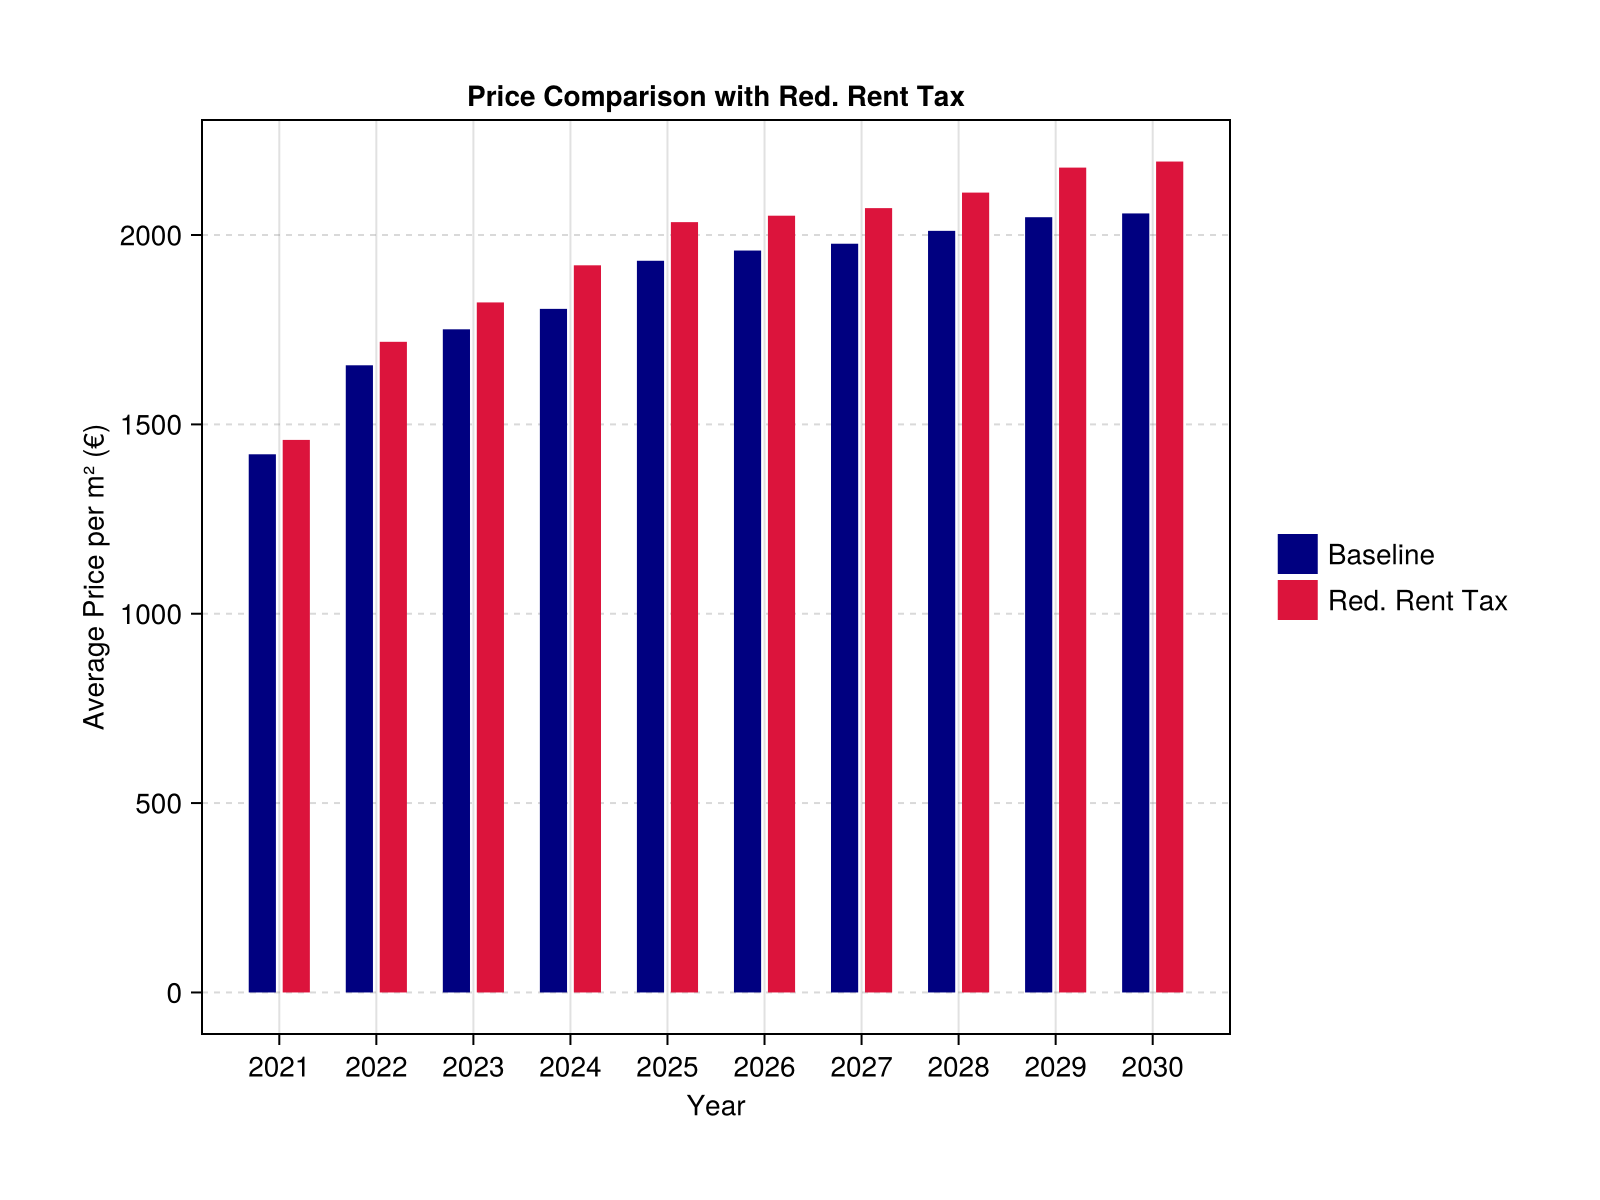 Price Comparison with Red. Rent Tax
Average Price per m² (€)
2000
1500
1000
500
0
2021 2022 2023 2024 2025 2026 2027 2028 2029 2030
Year
Baseline
Red. Rent Tax